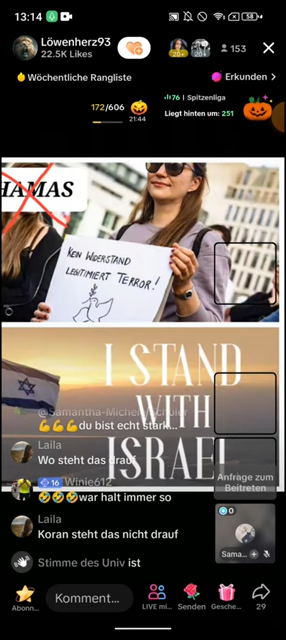 13:14
58
Löwenherz93
22.5K Likes
20+
20+
153
Wöchentliche Rangliste
Erkunden >
172/606
21:44
76 | Spitzenliga
Liegt hinten um: 251
HAMAS
KEIN WIDERSTAND
LEGITIMIERT TERROR!
I STAND
WITH
ISRAEL
du bist echt stark...
Laila
Wo steht das drauf
16 Winie612
🤣🤣🤣war halt immer so
Laila
Koran steht das nicht drauf
Stimme des Univ ist
Anfrage zum
Beitreten
0
Sama...
Abonn...
Komment...
LIVE mi...
Senden
Gesche...
29